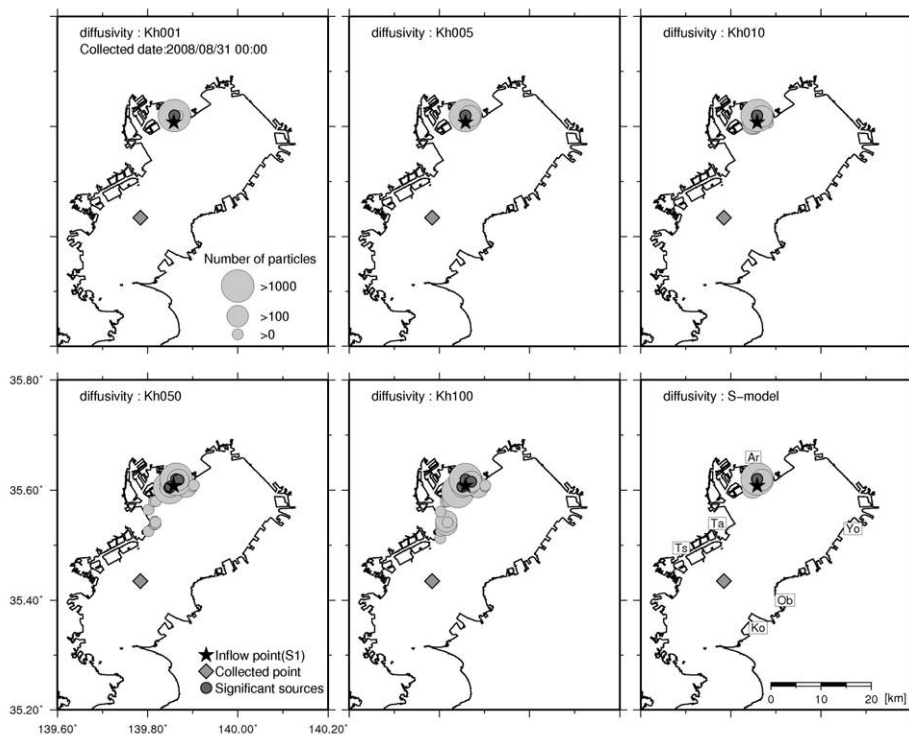 diffusivity : Kh001
Collected date:2008/08/31 00:00
Number of particles
>1000
>100
>0
diffusivity : Kh005
diffusivity : Kh010
35.80°
35.60°
35.40°
35.20°
diffusivity : Kh050
Inflow point(S1)
Collected point
Significant sources
139.60°
139.80°
140.00°
140.20°
diffusivity : Kh100
diffusivity : S-model
Ar
Ta
Yo
Ts
Ob
Ko
0 10 20 [km]